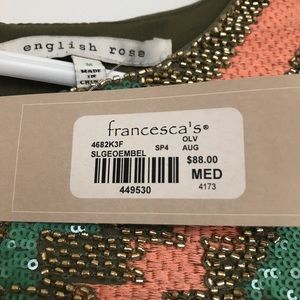 english rose
M
MADE IN CHINA
francesca's®
4682K3F OLV
SLGEOEMBEL SP4 AUG
$88.00
449530 MED
4173